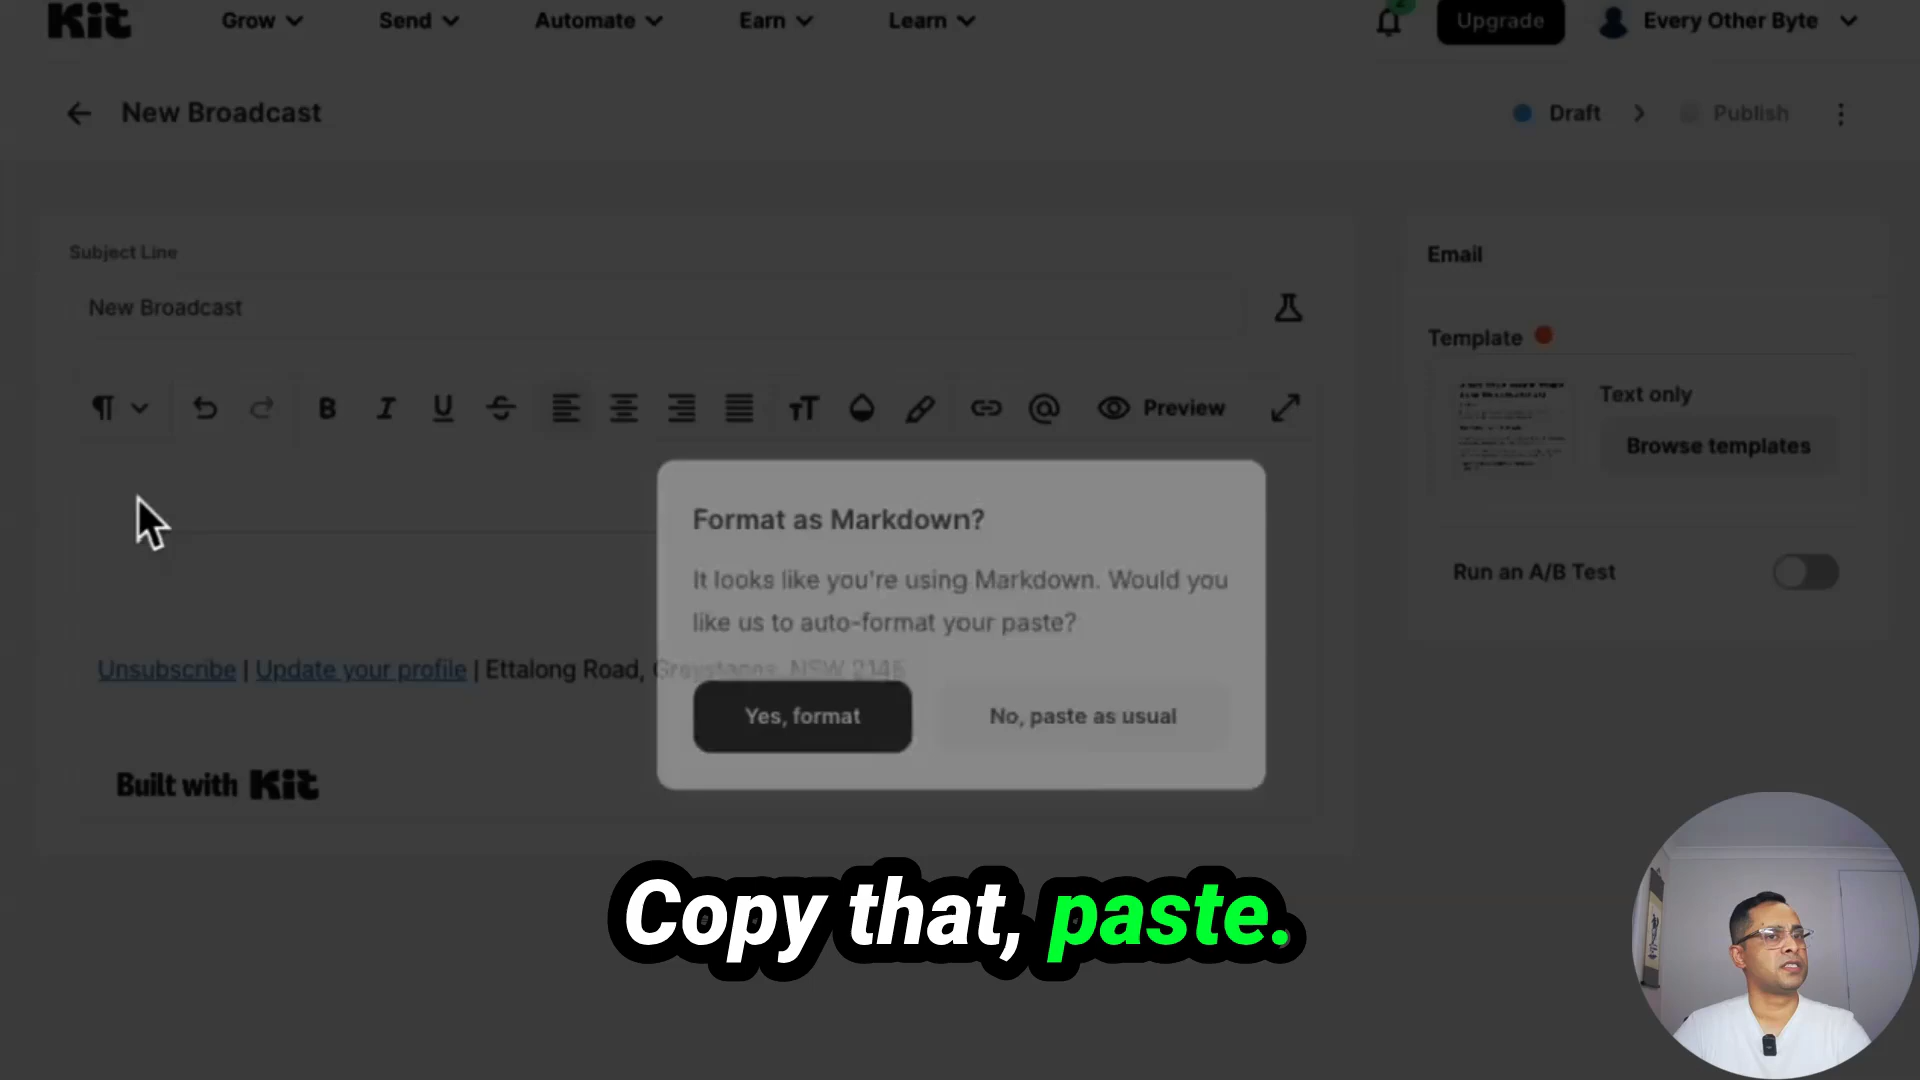 Kit Grow Send Automate Earn Learn Upgrade Every Other Byte
New Broadcast Draft Publish
Subject Line
New Broadcast
Email
Template
Text only
Browse templates
B I U S Preview
Format as Markdown?
It looks like you're using Markdown. Would you
like us to auto-format your paste?
Run an A/B Test
Unsubscribe | Update your profile | Ettalong Road, NSW 2145
Yes, format No, paste as usual
Built with Kit
Copy that, paste.